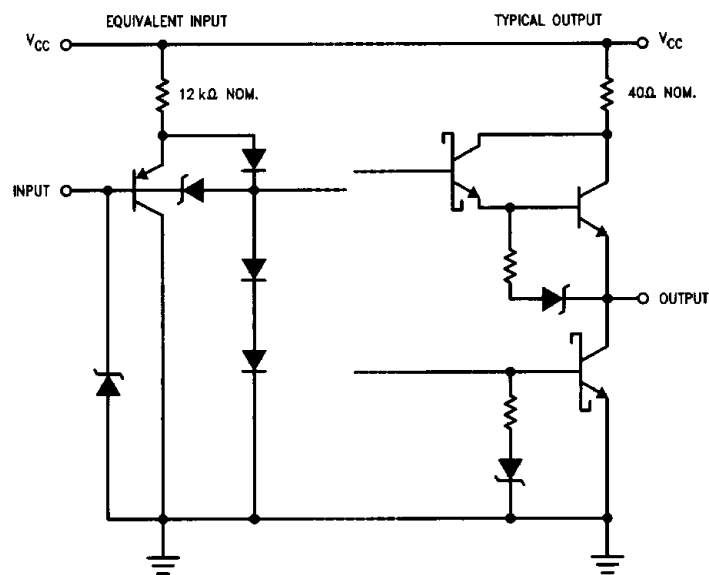 EQUIVALENT INPUT
TYPICAL OUTPUT
VCC
VCC
12 kΩ NOM.
40Ω NOM.
INPUT
OUTPUT